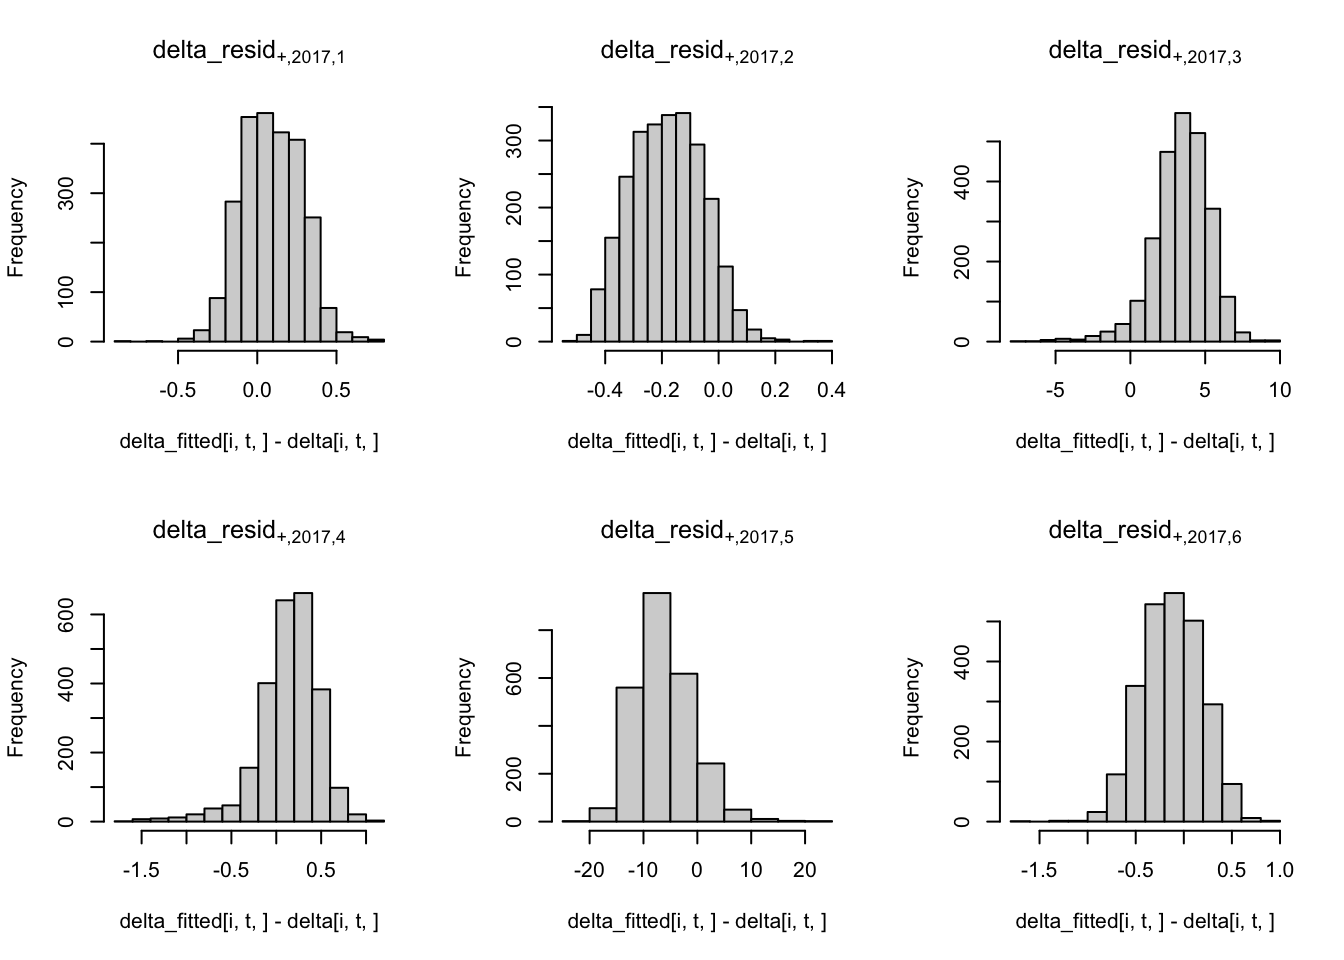 delta_resid+,2017,1
Frequency
0
100
300
-0.5 0.0 0.5
delta_fitted[i, t, ] - delta[i, t, ]
delta_resid+,2017,2
Frequency
0
100
200
300
-0.4 -0.2 0.0 0.2 0.4
delta_fitted[i, t, ] - delta[i, t, ]
delta_resid+,2017,3
Frequency
0
200
400
-5 0 5 10
delta_fitted[i, t, ] - delta[i, t, ]
delta_resid+,2017,4
Frequency
0
200
400
600
-1.5 -0.5 0.5
delta_fitted[i, t, ] - delta[i, t, ]
delta_resid+,2017,5
Frequency
0
200
600
-20 -10 0 10 20
delta_fitted[i, t, ] - delta[i, t, ]
delta_resid+,2017,6
Frequency
0
200
400
-1.5 -0.5 0.5 1.0
delta_fitted[i, t, ] - delta[i, t, ]